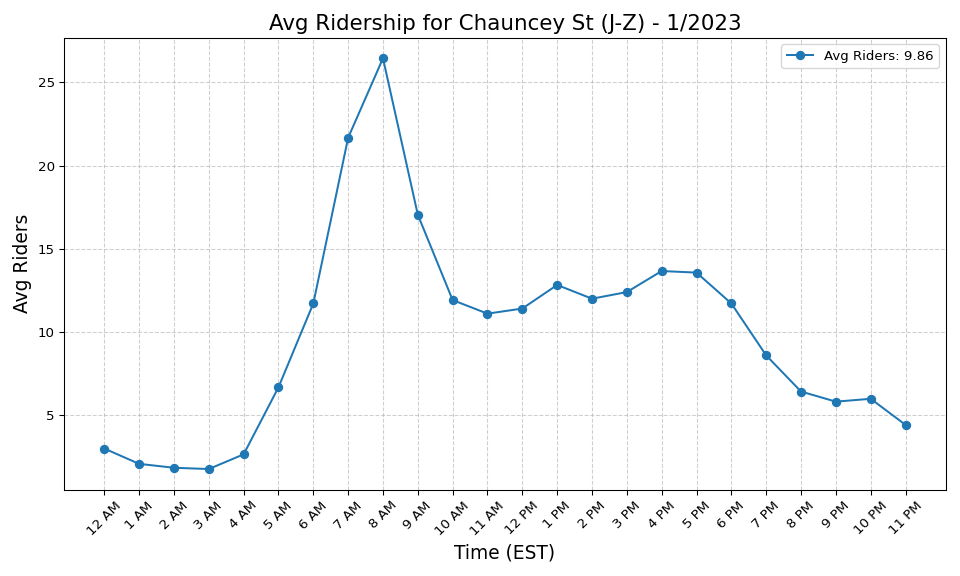 Avg Ridership for Chauncey St (J-Z) - 1/2023
Avg Riders: 9.86
Avg Riders
25
20
15
10
5
12 AM
1 AM
2 AM
3 AM
4 AM
5 AM
6 AM
7 AM
8 AM
9 AM
10 AM
11 AM
12 PM
1 PM
2 PM
3 PM
4 PM
5 PM
6 PM
7 PM
8 PM
9 PM
10 PM
11 PM
Time (EST)